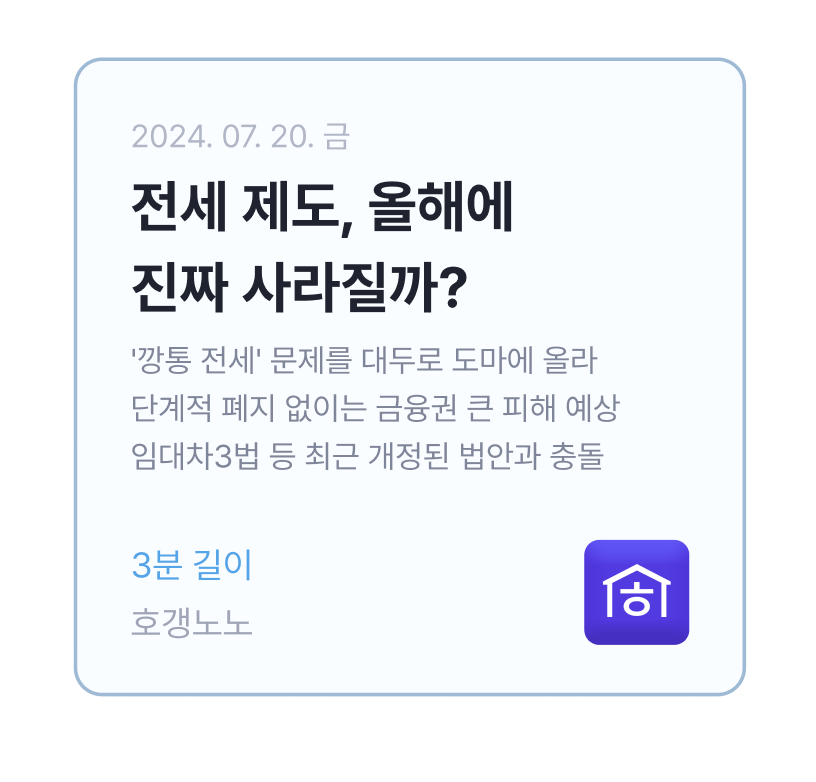 2024. 07. 20. 금
전세 제도, 올해에
진짜 사라질까?
'깡통 전세' 문제를 대두로 도마에 올라
단계적 폐지 없이는 금융권 큰 피해 예상
임대차3법 등 최근 개정된 법안과 충돌
3분 길이
호갱노노
ㅎ